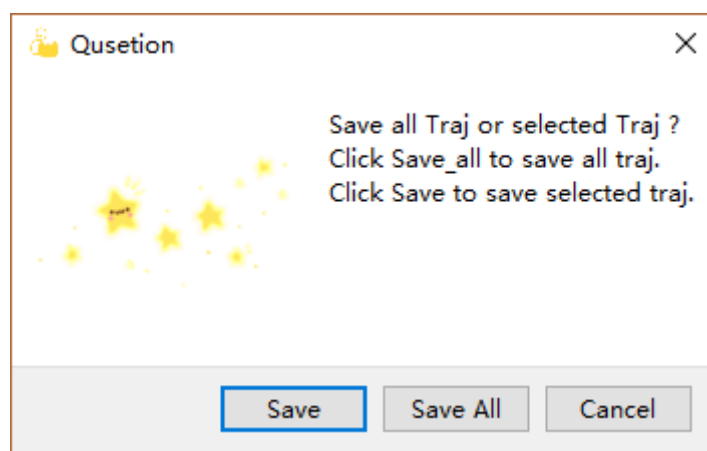 Qusetion
Save all Traj or selected Traj ?
Click Save_all to save all traj.
Click Save to save selected traj.
Save
Save All
Cancel